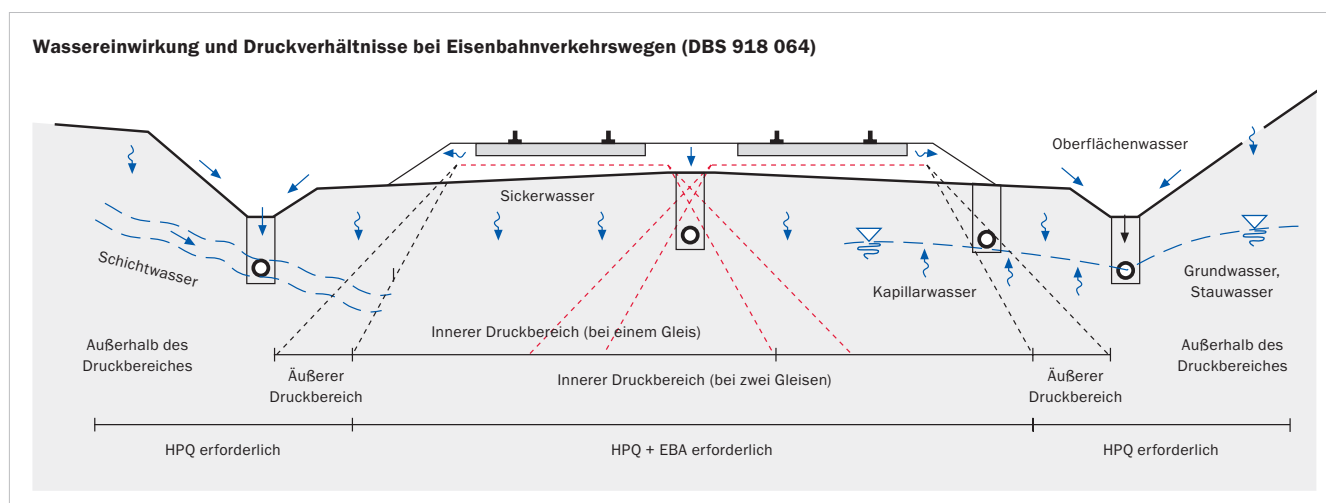 Wassereinwirkung und Druckverhältnisse bei Eisenbahnverkehrswegen (DBS 918 064)
Oberflächenwasser
Sickerwasser
Schichtwasser
Kapillarwasser
Grundwasser,
Stauwasser
Innerer Druckbereich (bei einem Gleis)
Außerhalb des
Druckbereiches
Äußerer
Druckbereich
Innerer Druckbereich (bei zwei Gleisen)
Äußerer
Druckbereich
Außerhalb des
Druckbereiches
HPQ erforderlich
HPQ + EBA erforderlich
HPQ erforderlich